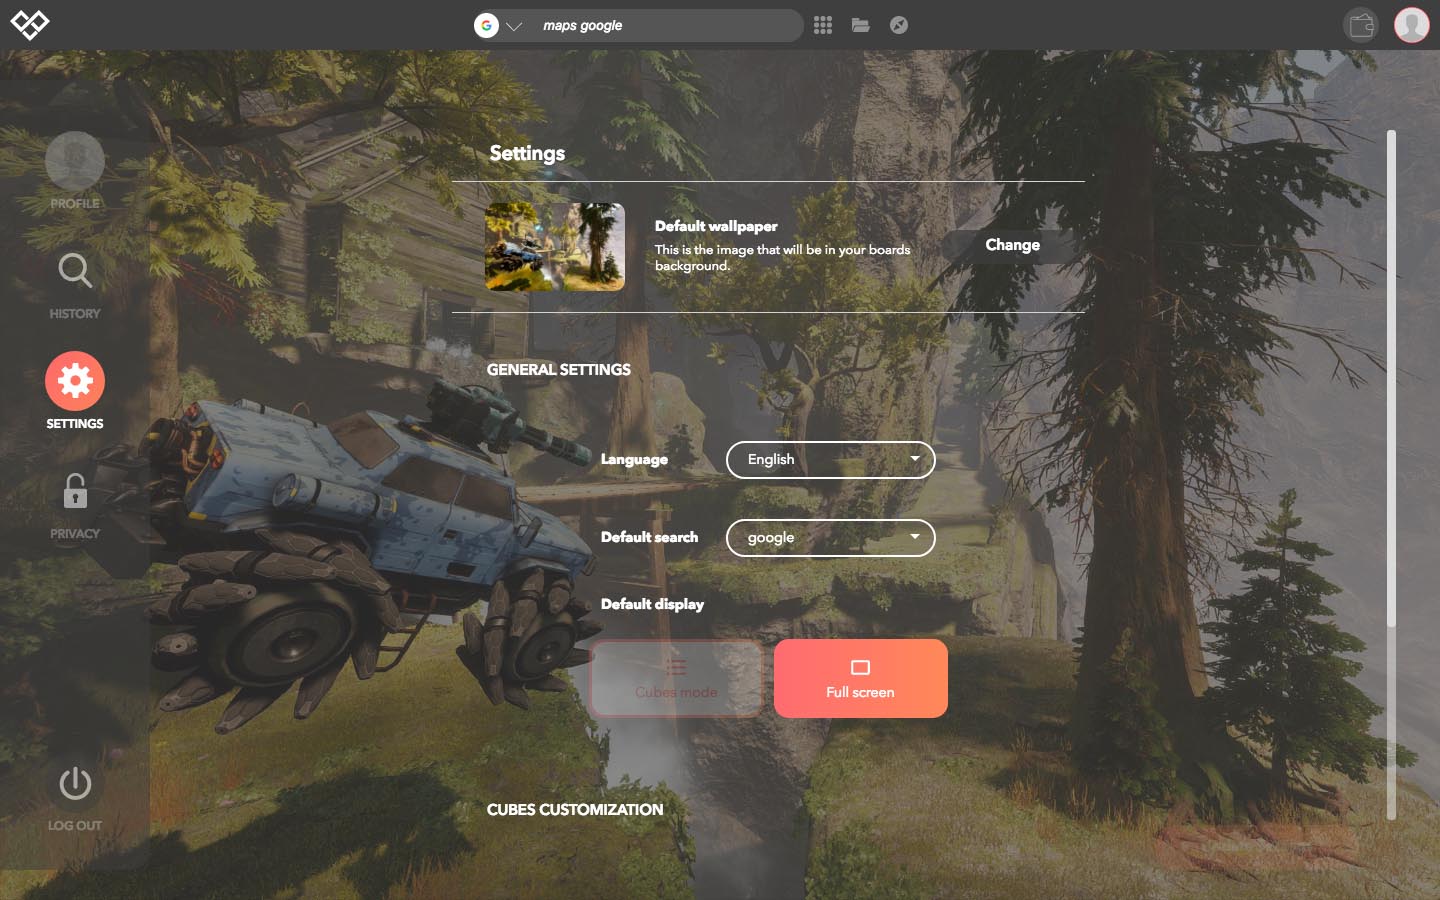 maps google
PROFILE
HISTORY
SETTINGS
PRIVACY
LOG OUT
Settings
Default wallpaper
This is the image that will be in your boards
background.
Change
GENERAL SETTINGS
Language
English
Default search
google
Default display
Cubes mode
Full screen
CUBES CUSTOMIZATION